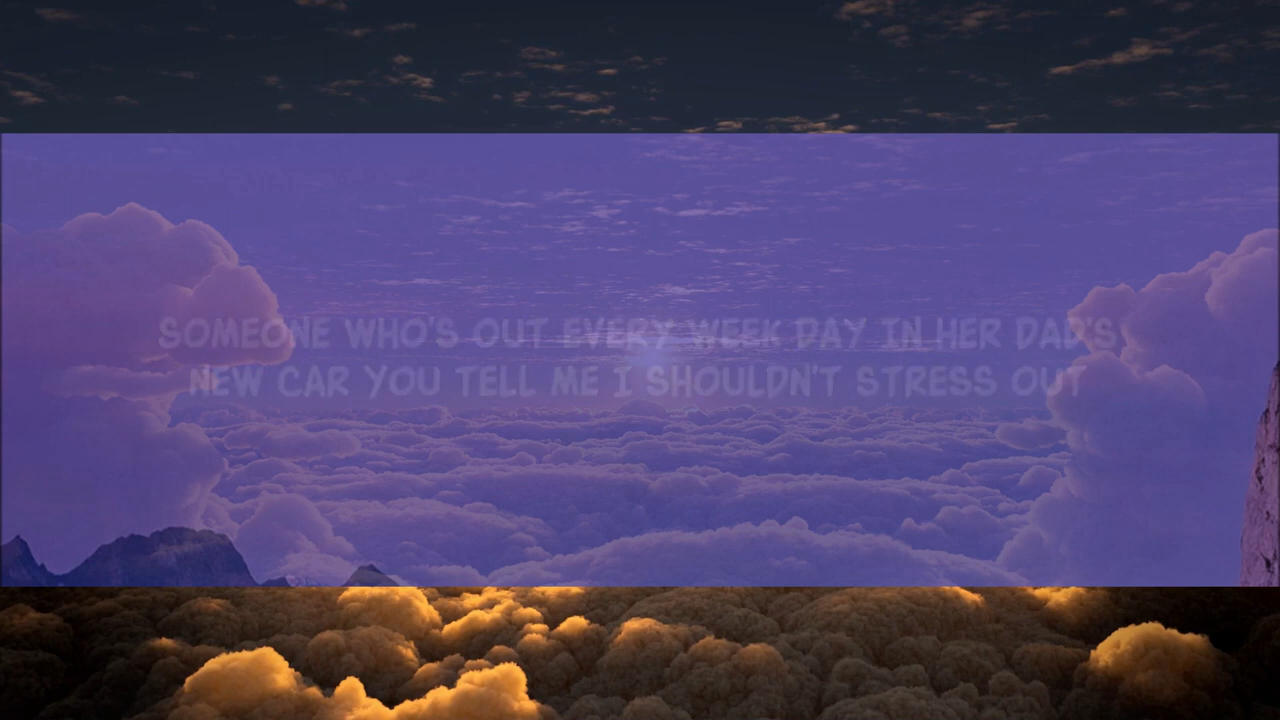 SOMEONE WHO'S OUT EVERY WEEK DAY IN HER DAD'S
NEW CAR YOU TELL ME I SHOULDN'T STRESS OUT